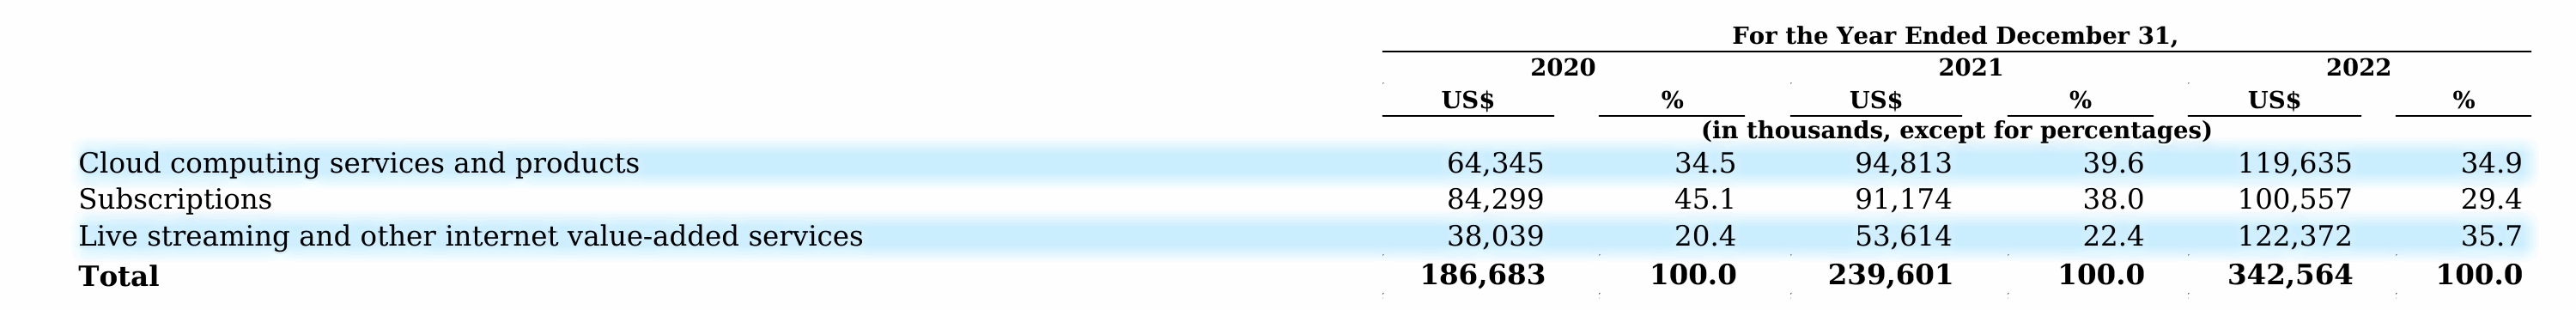 For the Year Ended December 31,
2020 2021 2022
US$ % US$ % US$ %
(in thousands, except for percentages)
Cloud computing services and products 64,345 34.5 94,813 39.6 119,635 34.9
Subscriptions 84,299 45.1 91,174 38.0 100,557 29.4
Live streaming and other internet value-added services 38,039 20.4 53,614 22.4 122,372 35.7
Total 186,683 100.0 239,601 100.0 342,564 100.0